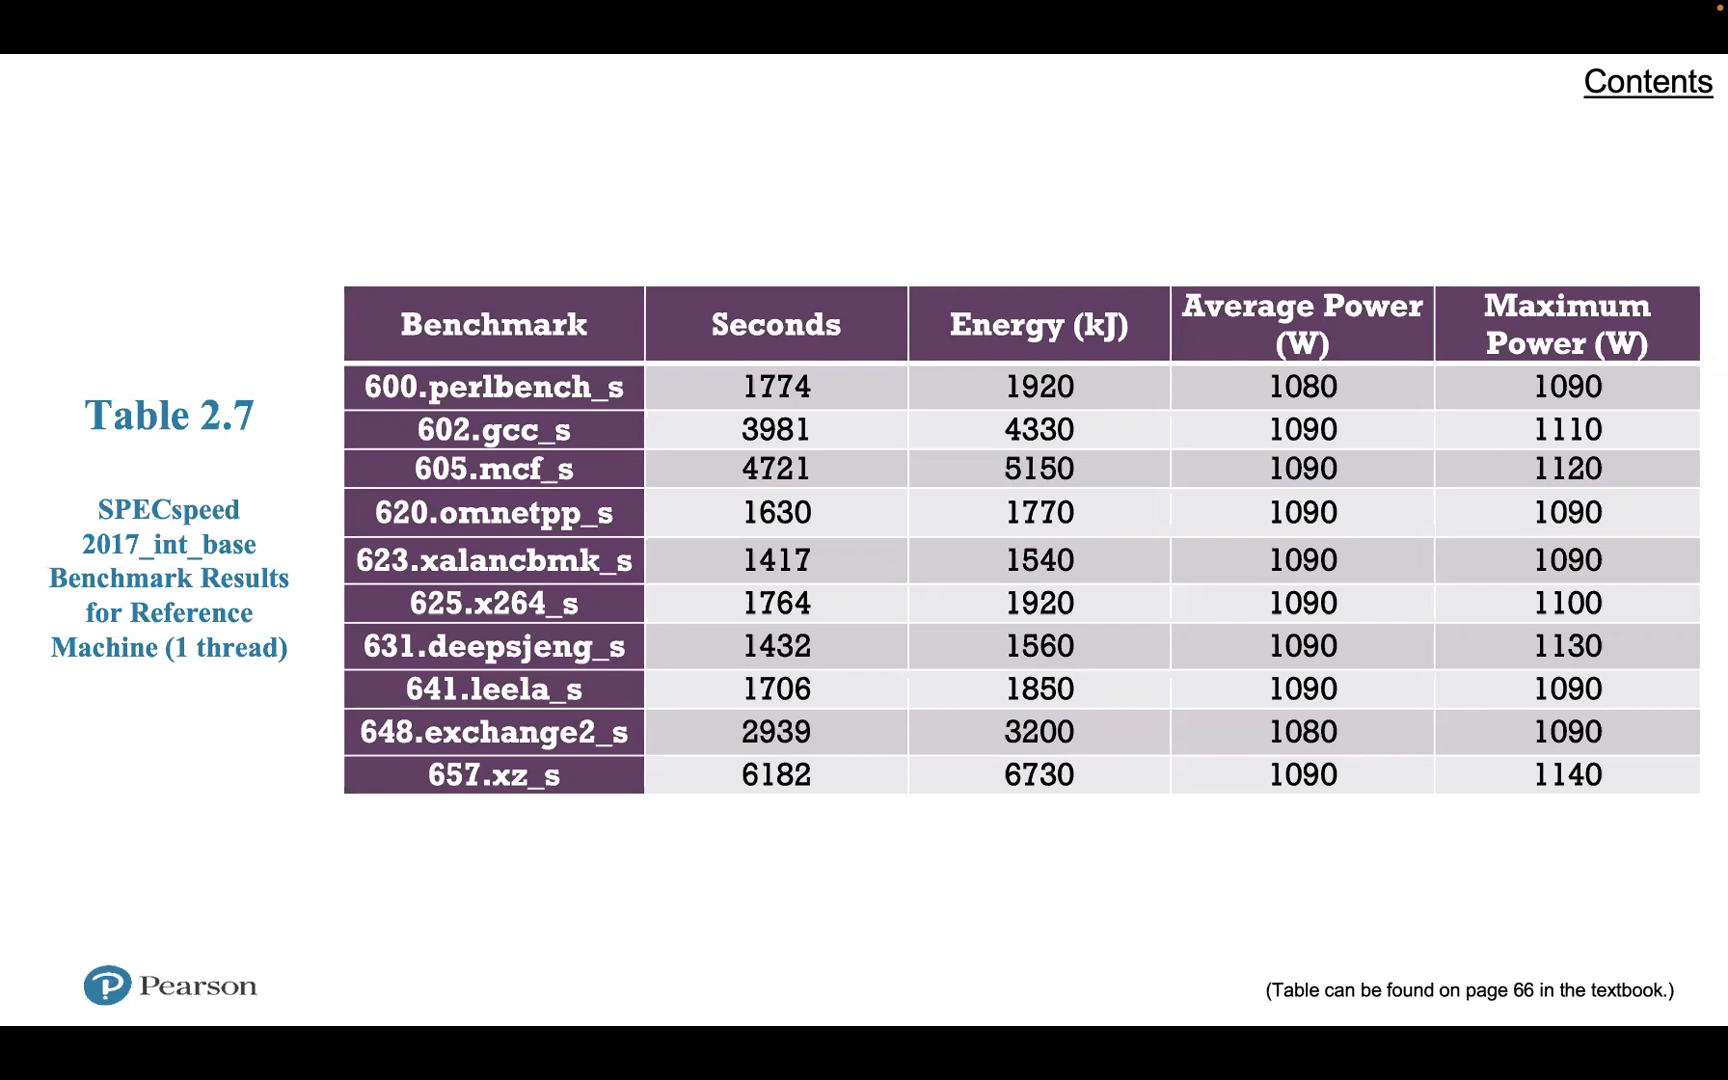 Contents
Table 2.7
SPECspeed
2017_int_base
Benchmark Results
for Reference
Machine (1 thread)
Benchmark Seconds Energy (kJ) Average Power (W) Maximum Power (W)
600.perlbench_s 1774 1920 1080 1090
602.gcc_s 3981 4330 1090 1110
605.mcf_s 4721 5150 1090 1120
620.omnetpp_s 1630 1770 1090 1090
623.xalancbmk_s 1417 1540 1090 1090
625.x264_s 1764 1920 1090 1100
631.deepsjeng_s 1432 1560 1090 1130
641.leela_s 1706 1850 1090 1090
648.exchange2_s 2939 3200 1080 1090
657.xz_s 6182 6730 1090 1140
Pearson
(Table can be found on page 66 in the textbook.)